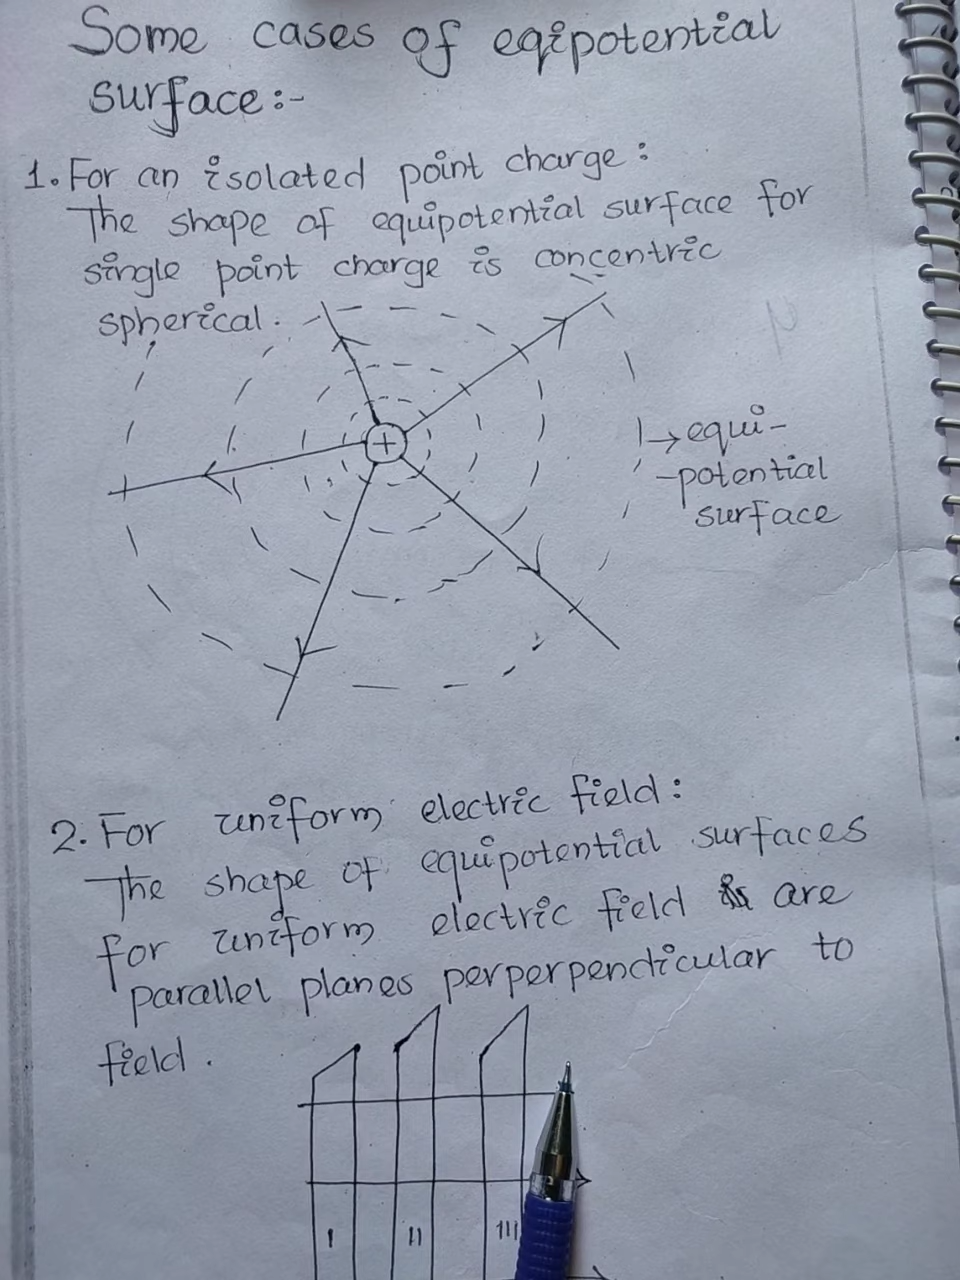 Some cases of eqipotential
surface:-
1. For an isolated point charge:
The shape of equipotential surface for
single point charge is concentric
spherical.
+
→ equi-
-potential
surface
2. For uniform electric field:
The shape of equipotential surfaces
for uniform electric field are
parallel planes perperpendicular to
field.
I II III